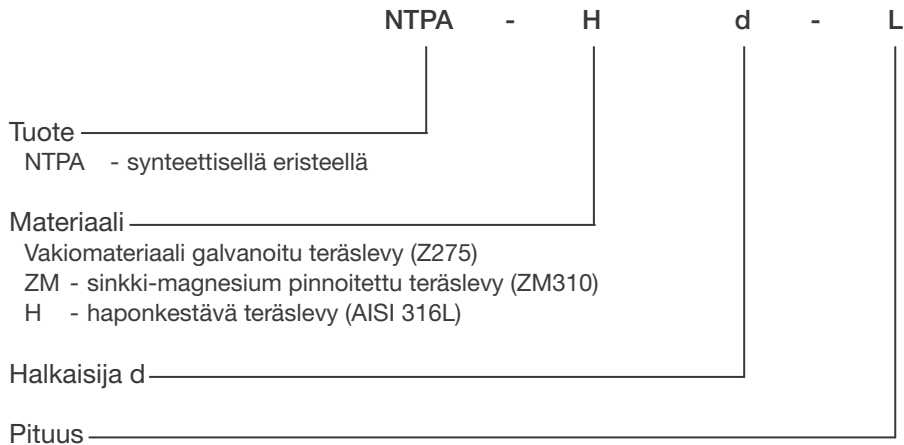 NTPA - H d - L
Tuote
NTPA - synteettisellä eristeellä
Materiaali
Vakiomateriaali galvanoitu teräslevy (Z275)
ZM - sinkki-magnesium pinnoitettu teräslevy (ZM310)
H - haponkestävä teräslevy (AISI 316L)
Halkaisija d
Pituus